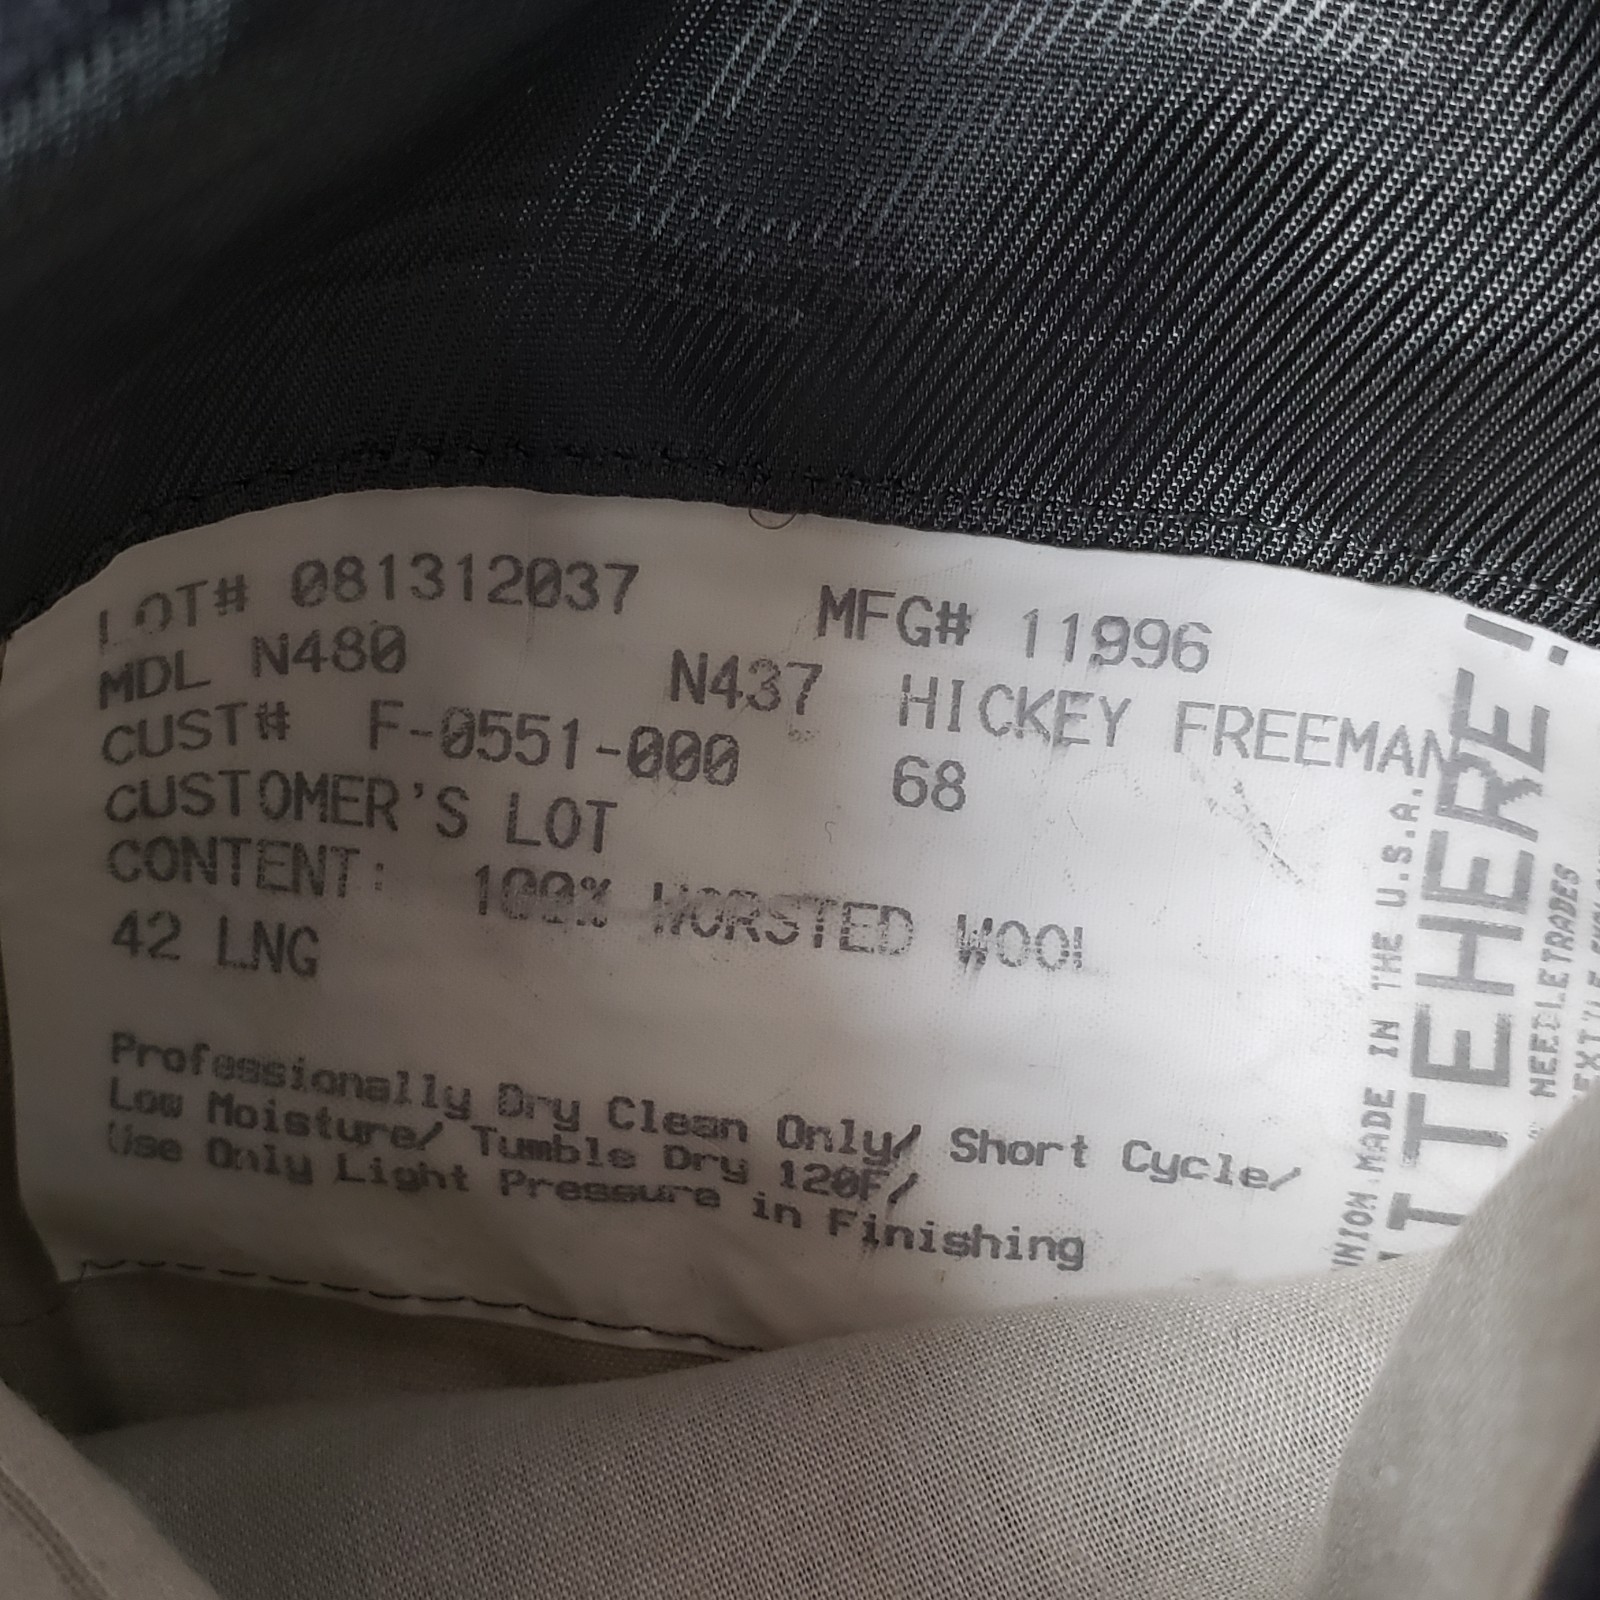 LOT# 081312037 MFG# 11996
MDL N480 N437 HICKEY FREEMAN
CUST# F-0551-000 68
CUSTOMER'S LOT
CONTENT: 100% WORSTED WOOL
42 LNG
Professionally Dry Clean Only/ Short Cycle/
Low Moisture/ Tumble Dry 120F/
Use Only Light Pressure in Finishing
UNION MADE IN THE U.S.A.
HERE!
NEEDLETRADES